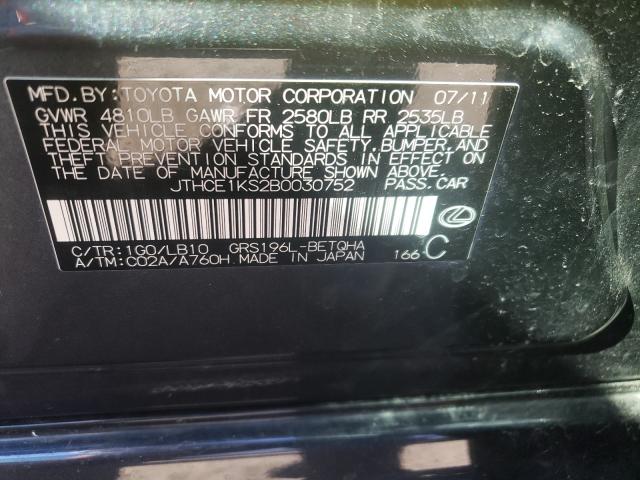 MFD.BY:TOYOTA MOTOR CORPORATION 07/11
GVWR 4810LB GAWR FR 2580LB RR 2535LB
THIS VEHICLE CONFORMS TO ALL APPLICABLE
FEDERAL MOTOR VEHICLE SAFETY,BUMPER,AND
THEFT PREVENTION STANDARDS IN EFFECT ON
THE DATE OF MANUFACTURE SHOWN ABOVE.
JTHCE1KS2B0030752 PASS.CAR
C/TR:1G0/LB10 GRS196L-BETQHA
A/TM:C02A/A760H MADE IN JAPAN 166 C